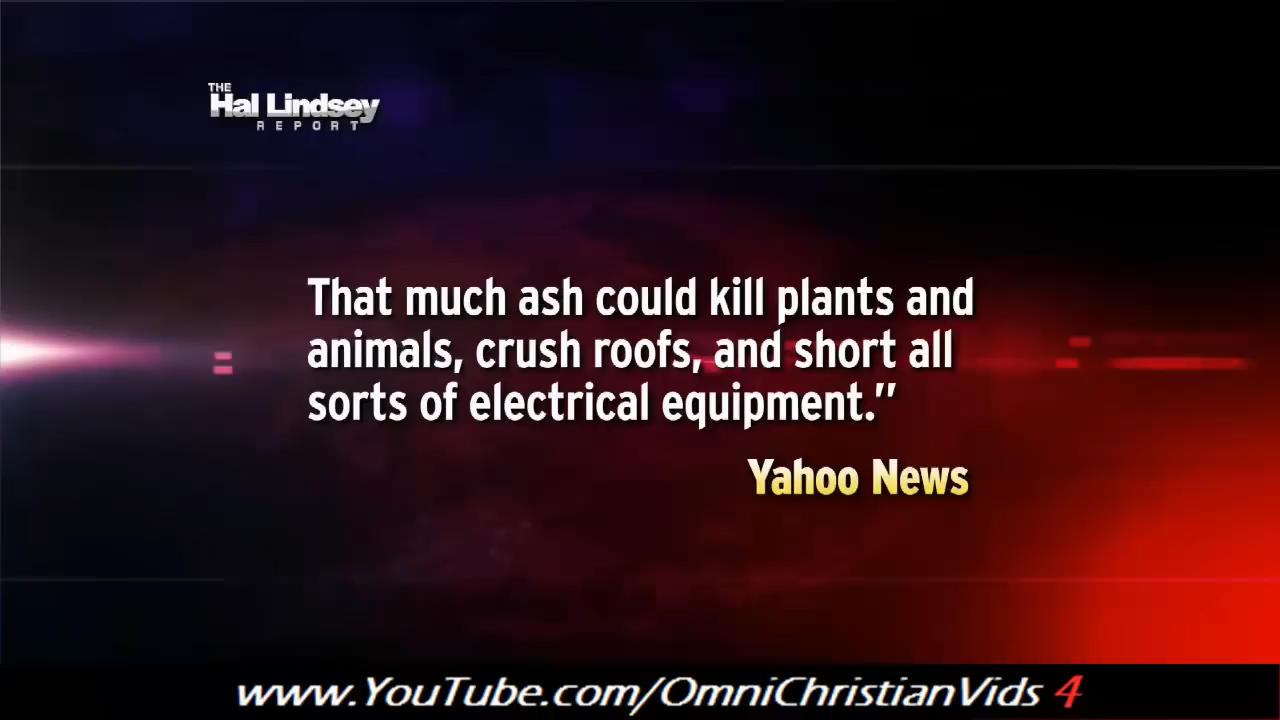 THE
Hal Lindsey
REPORT
That much ash could kill plants and
animals, crush roofs, and short all
sorts of electrical equipment.”
Yahoo News
www.YouTube.com/OmniChristianVids 4